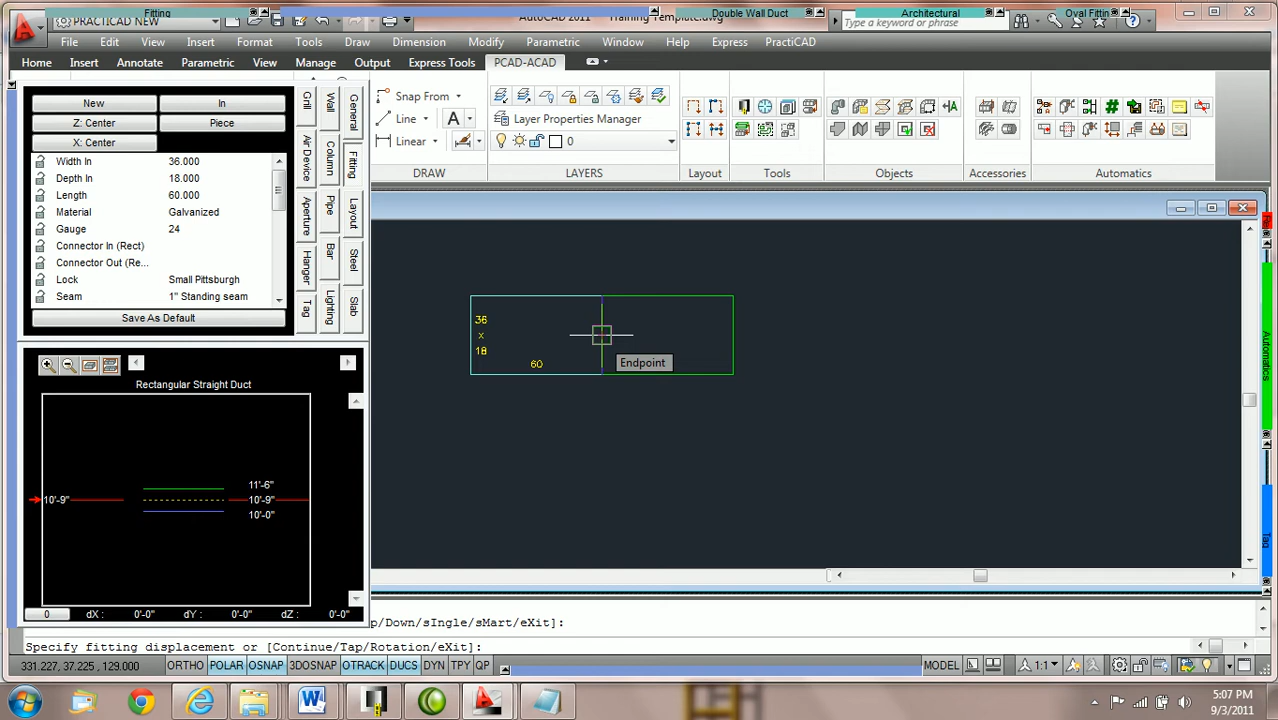 Fitting
Double Wall Duct
Architectural
Oval Fittin
PRACTICAD NEW
AutoCAD 2011
Training Template.dwg
Type a keyword or phrase
File Edit View Insert Format Tools Draw Dimension Modify Parametric Window Help Express PractiCAD
Home Insert Annotate Parametric View Manage Output Express Tools PCAD-ACAD
Snap From
Line
Linear
A
DRAW
Layer Properties Manager
0
LAYERS
Layout
Tools
Objects
Accessories
Automatics
New In
Z: Center Piece
X: Center
Width In 36.000
Depth In 18.000
Length 60.000
Material Galvanized
Gauge 24
Connector In (Rect)
Connector Out (Re...
Lock Small Pittsburgh
Seam 1" Standing seam
Save As Default
Grill
Air Device
Aperture
Hanger
Tag
Wall
Column
Pipe
Bar
Lighting
General
Fitting
Layout
Steel
Slab
Rectangular Straight Duct
11'-6"
10'-9" 10'-9"
10'-0"
0 dX : 0'-0" dY : 0'-0" dZ : 0'-0"
36
x
18
60
Endpoint
Automatics
Tag
p/Down/sIngle/sMart/eXit]:
Specify fitting displacement or [Continue/Tap/Rotation/eXit]:
331.227, 37.225 , 129.000 ORTHO POLAR OSNAP 3DOSNAP OTRACK DUCS DYN TPY QP MODEL 1:1
5:07 PM
9/3/2011